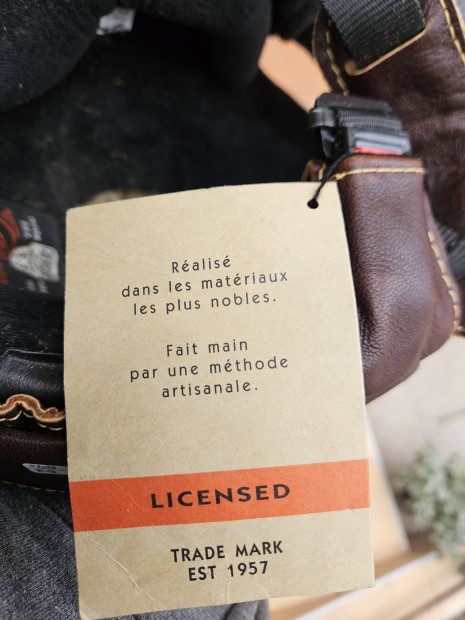 Réalisé
dans les matériaux
les plus nobles.
Fait main
par une méthode
artisanale.
LICENSED
TRADE MARK
EST 1957